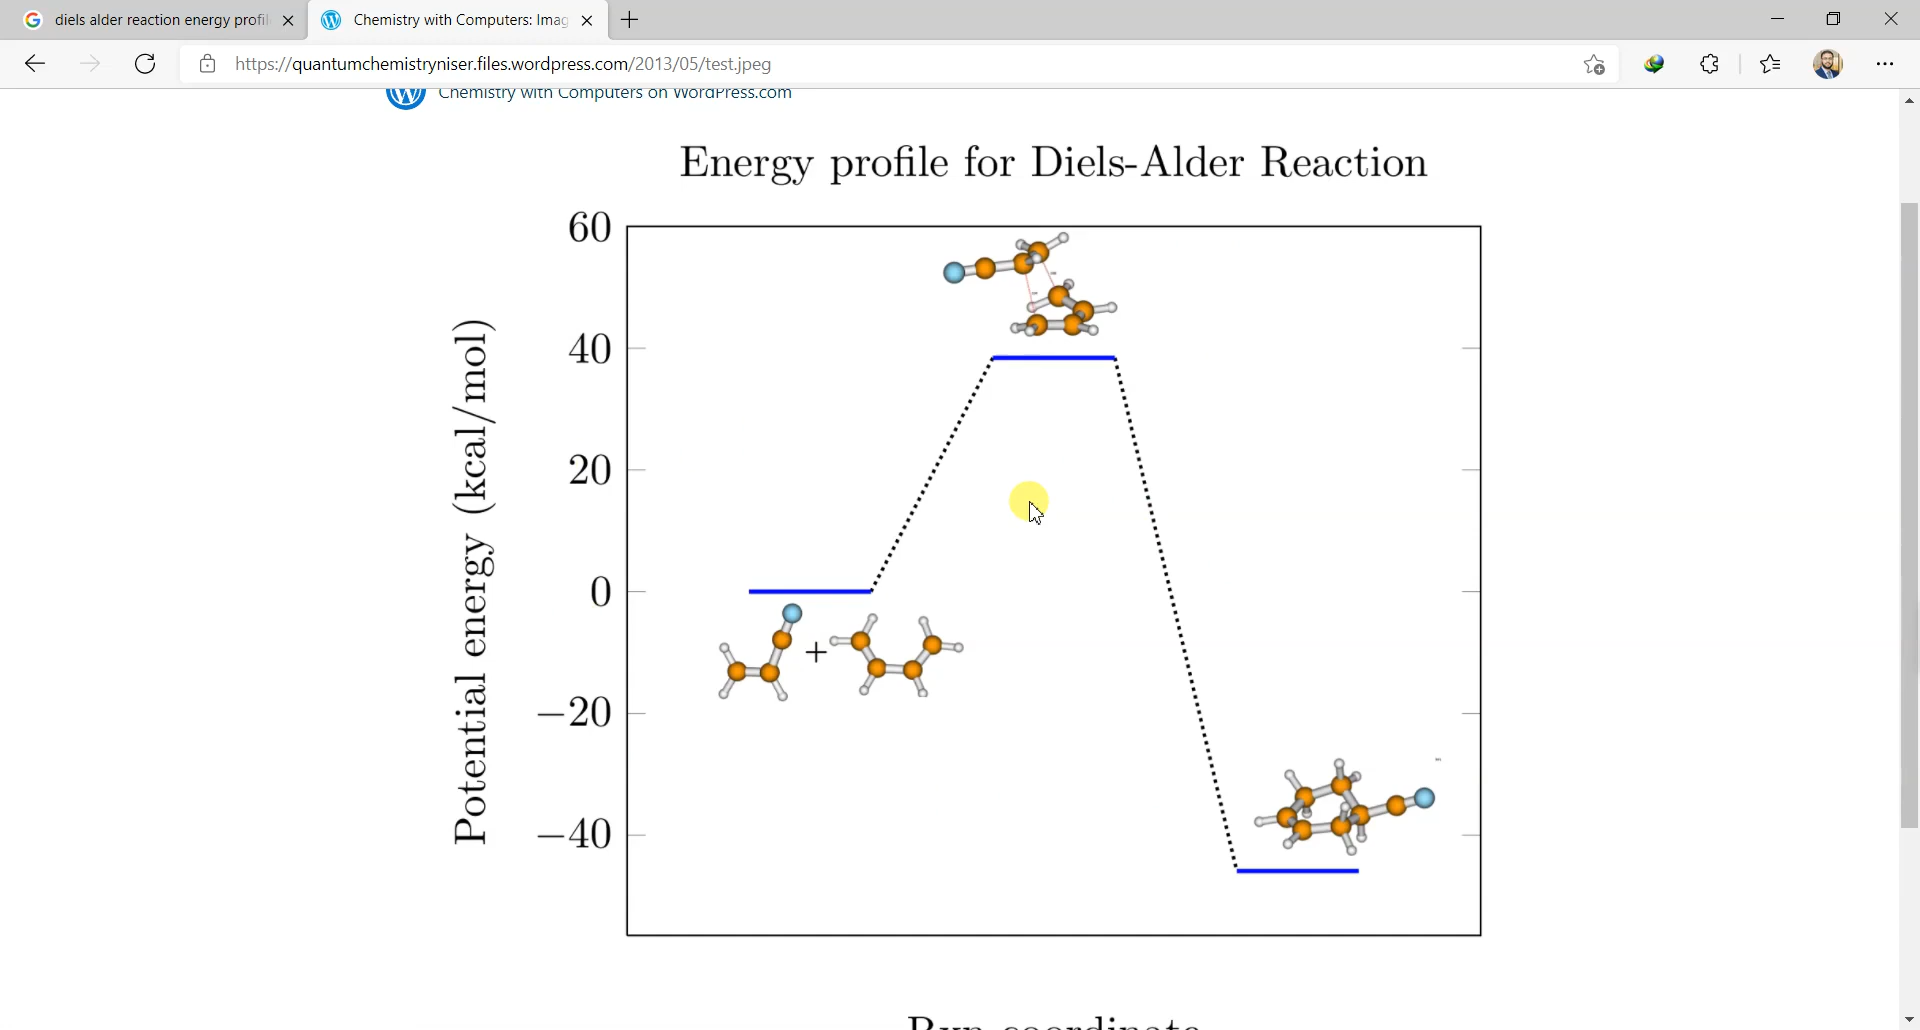 diels alder reaction energy profil
Chemistry with Computers: Imag
https://quantumchemistryniser.files.wordpress.com/2013/05/test.jpeg
Chemistry with Computers on WordPress.com
Energy profile for Diels-Alder Reaction
Potential energy (kcal/mol)
60
40
20
0
−20
−40
+
Rxn coordinate